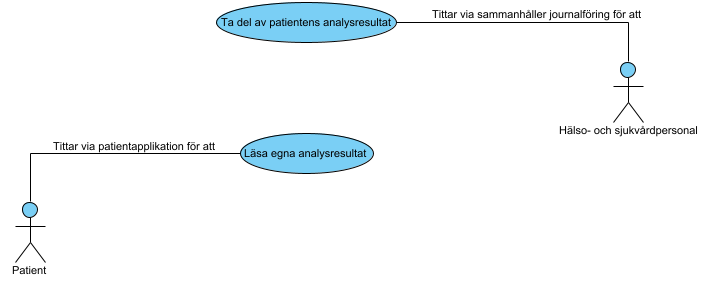 Ta del av patientens analysresultat
Tittar via sammanhåller journalföring för att
Hälso- och sjukvårdpersonal
Tittar via patientapplikation för att
Läsa egna analysresultat
Patient